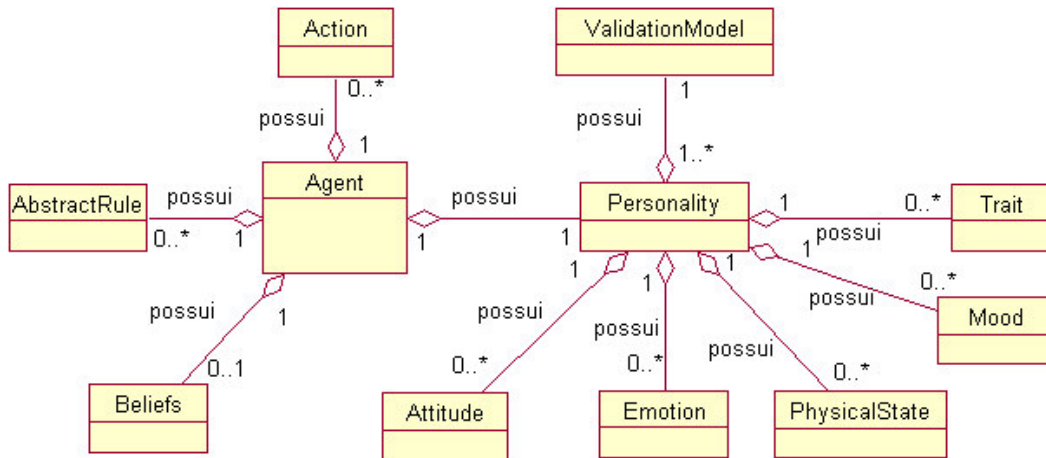 Action
ValidationModel
0..*
1
possui
possui
1
1..*
Agent
AbstractRule
possui
possui
Personality
1
0..*
Trait
0..*
1
1
1
possui
1
1
1
1
0..*
possui
1
possui
possui
Mood
possui
possui
0..1
0..*
0..*
0..*
Beliefs
Attitude
Emotion
PhysicalState